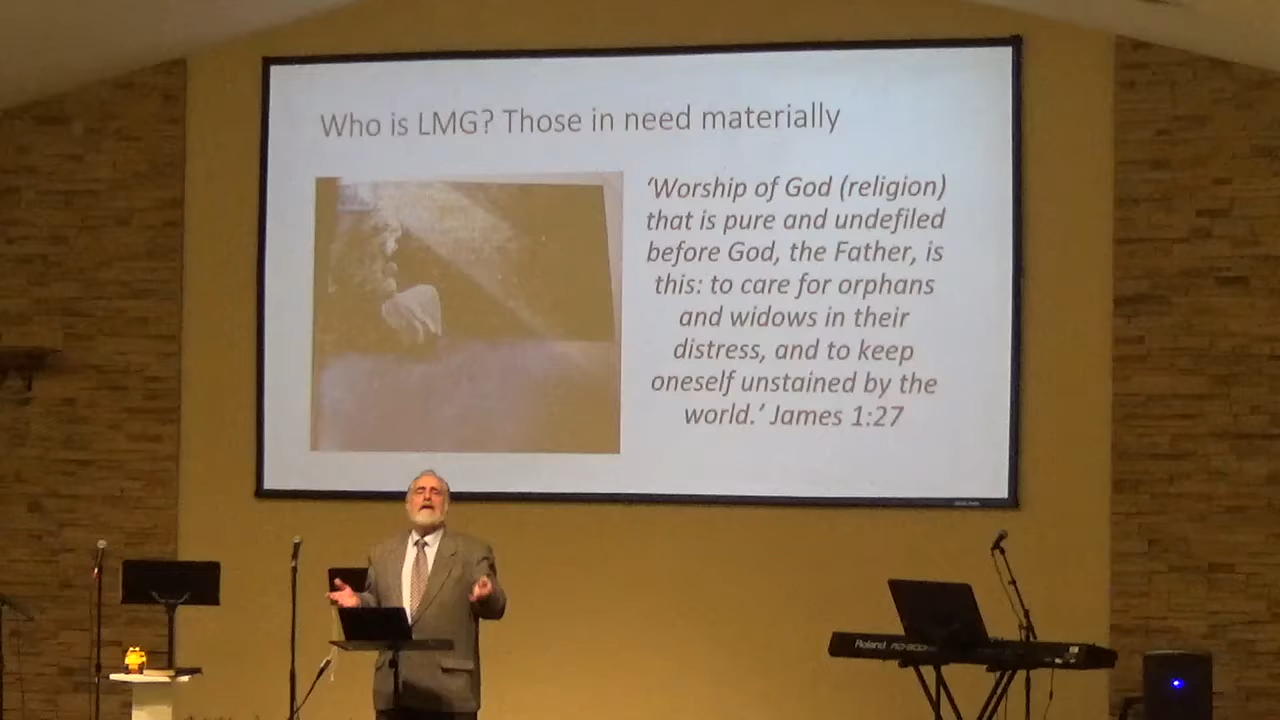 Who is LMG? Those in need materially
‘Worship of God (religion)
that is pure and undefiled
before God, the Father, is
this: to care for orphans
and widows in their
distress, and to keep
oneself unstained by the
world.’ James 1:27
Roland